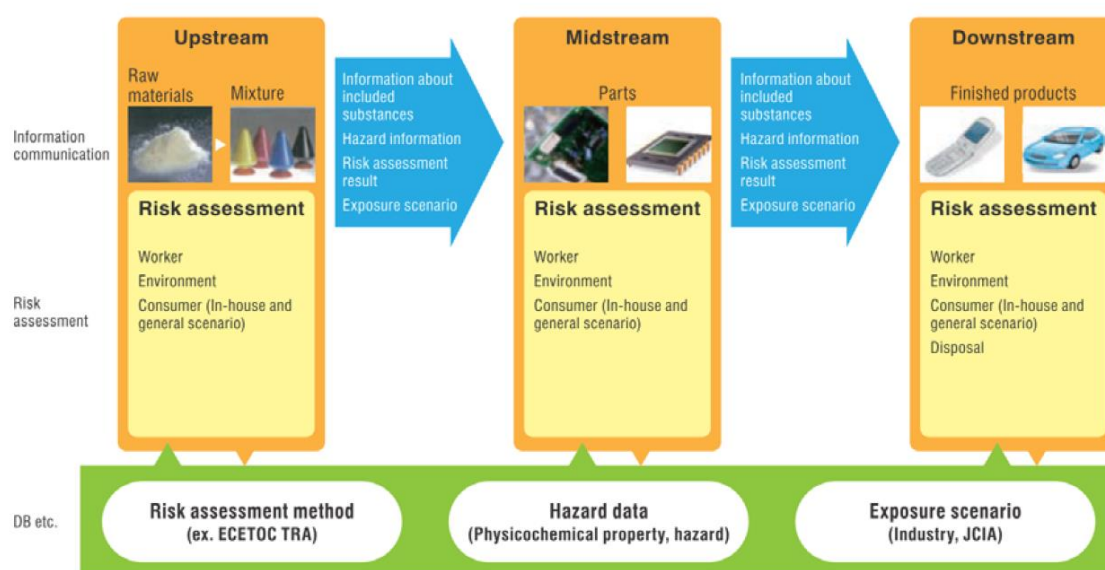 Upstream
Raw
materials
Mixture
Information about
included
substances
Hazard information
Risk assessment
result
Exposure scenario
Midstream
Parts
Information about
included
substances
Hazard information
Risk assessment
result
Exposure scenario
Downstream
Finished products
Information
communication
Risk assessment
Worker
Environment
Consumer (In-house and
general scenario)
Risk assessment
Worker
Environment
Consumer (In-house and
general scenario)
Risk assessment
Worker
Environment
Consumer (In-house and
general scenario)
Disposal
Risk
assessment
DB etc.
Risk assessment method
(ex. ECETOC TRA)
Hazard data
(Physicochemical property, hazard)
Exposure scenario
(Industry, JCIA)